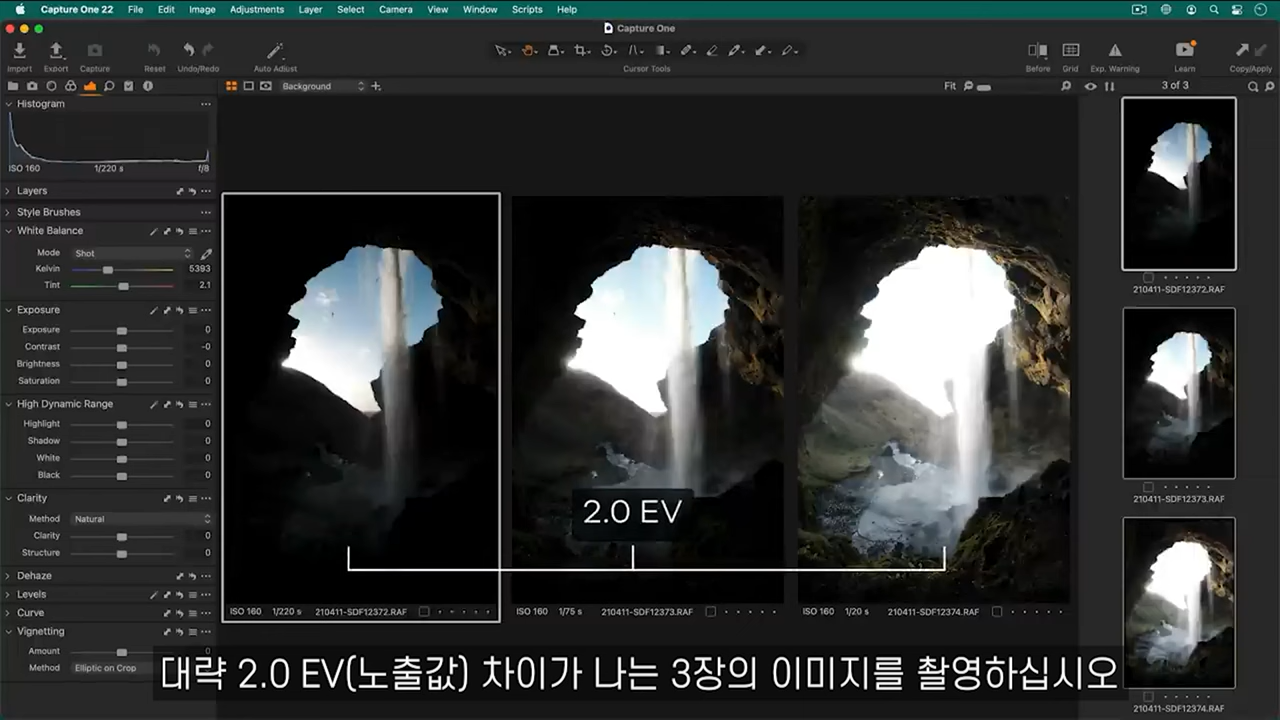 Capture One 22 File Edit Image Adjustments Layer Select Camera View Window Scripts Help
Capture One
Import Export Capture Reset Undo/Redo Auto Adjust Cursor Tools Before Grid Exp. Warning Learn Copy/Apply
Background Fit 3 of 3
Histogram
ISO 160 1/220 s f/8
Layers
Style Brushes
White Balance
Mode Shot
Kelvin 5393
Tint 2.1
Exposure
Exposure 0
Contrast -0
Brightness 0
Saturation 0
High Dynamic Range
Highlight 0
Shadow 0
White 0
Black 0
Clarity
Method Natural
Clarity 0
Structure 0
Dehaze
Levels
Curve
Vignetting
Amount 0
Method Elliptic on Crop
2.0 EV
ISO 160 1/220 s 210411-SDF12372.RAF
ISO 160 1/75 s 210411-SDF12373.RAF
ISO 160 1/20 s 210411-SDF12374.RAF
210411-SDF12372.RAF
210411-SDF12373.RAF
210411-SDF12374.RAF
대략 2.0 EV(노출값) 차이가 나는 3장의 이미지를 촬영하십시오